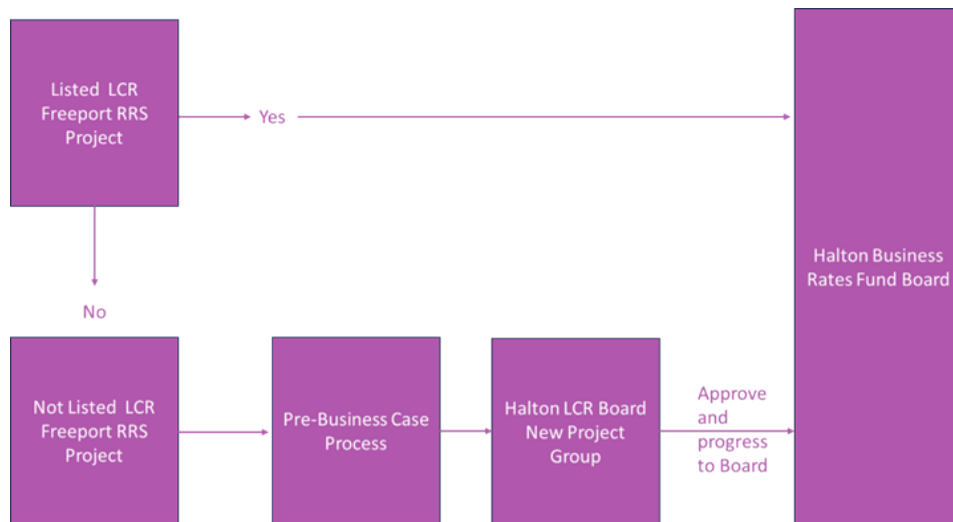 Listed LCR
Freeport RRS
Project
Yes
Halton Business
Rates Fund Board
No
Not Listed LCR
Freeport RRS
Project
Pre-Business Case
Process
Halton LCR Board
New Project
Group
Approve
and
progress
to Board